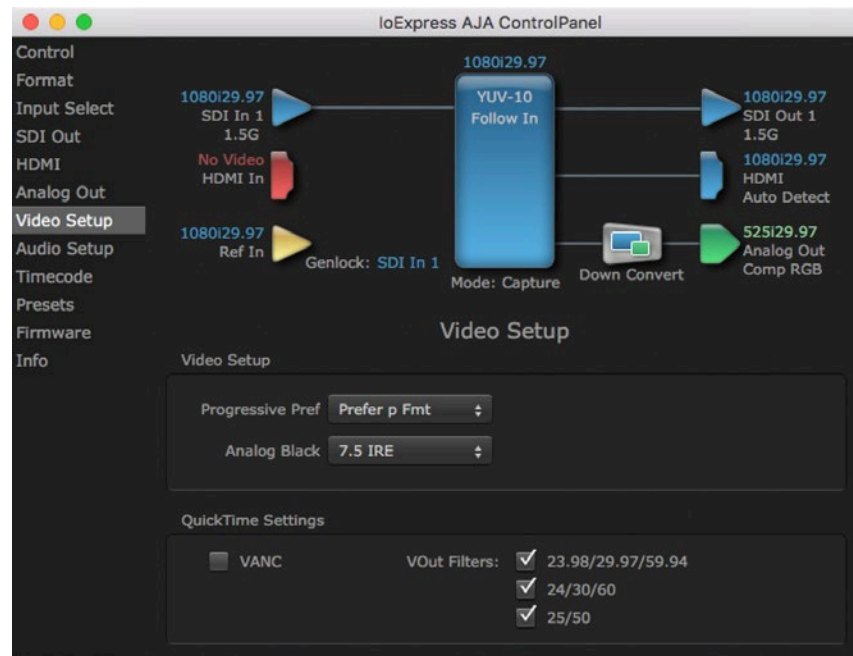 IoExpress AJA ControlPanel
Control
Format
Input Select
SDI Out
HDMI
Analog Out
Video Setup
Audio Setup
Timecode
Presets
Firmware
Info
1080i29.97
1080i29.97
SDI In 1
1.5G
No Video
HDMI In
1080i29.97
Ref In
Genlock: SDI In 1
YUV-10
Follow In
Mode: Capture
Down Convert
1080i29.97
SDI Out 1
1.5G
1080i29.97
HDMI
Auto Detect
525i29.97
Analog Out
Comp RGB
Video Setup
Video Setup
Progressive Pref Prefer p Fmt
Analog Black 7.5 IRE
QuickTime Settings
VANC VOut Filters: 23.98/29.97/59.94
24/30/60
25/50